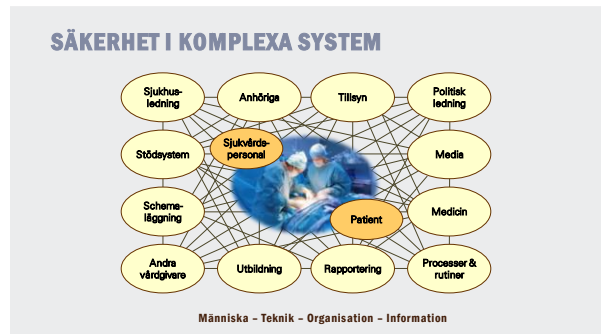 SÄKERHET I KOMPLEXA SYSTEM
Sjukhus-
ledning
Anhöriga
Tillsyn
Politisk
ledning
Stödsystem
Sjukvårds-
personal
Media
Schema-
läggning
Patient
Medicin
Andra
vårdgivare
Utbildning
Rapportering
Processer &
rutiner
Människa – Teknik – Organisation – Information